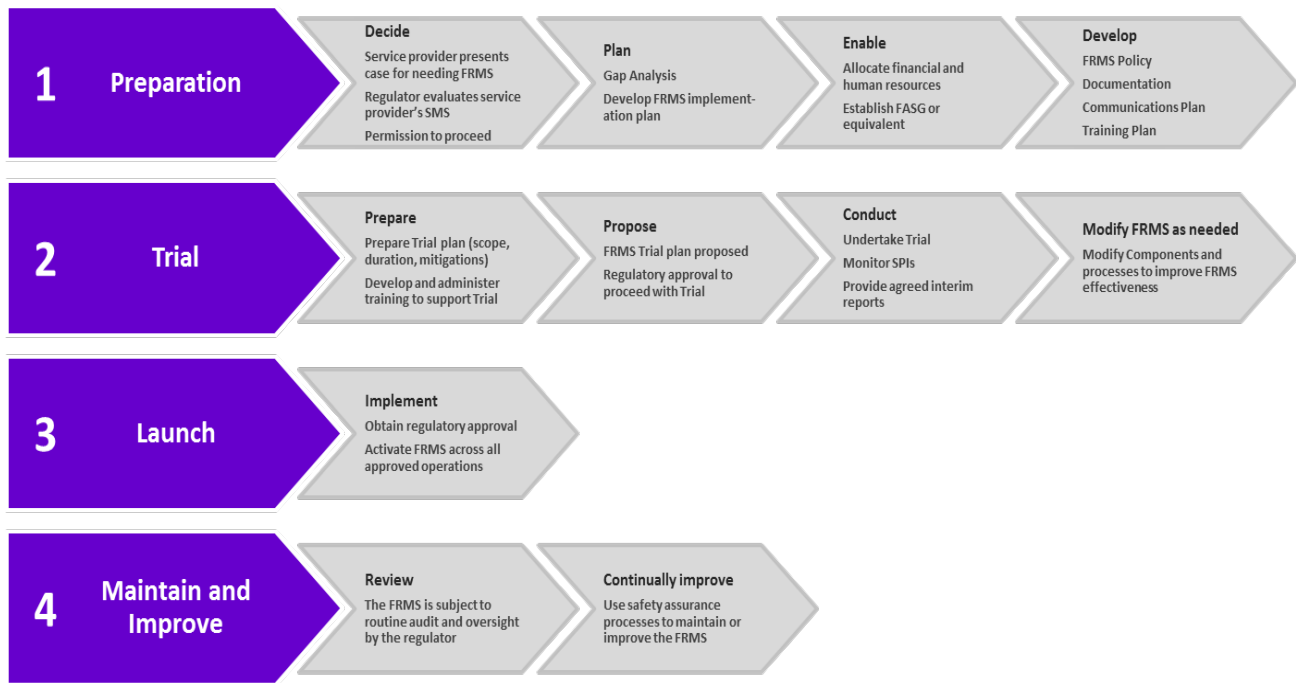 1
Preparation
Decide
Service provider presents
case for needing FRMS
Regulator evaluates service
provider's SMS
Permission to proceed
Plan
Gap Analysis
Develop FRMS implement-
ation plan
Enable
Allocate financial and
human resources
Establish FASG or
equivalent
Develop
FRMS Policy
Documentation
Communications Plan
Training Plan
2
Trial
Prepare
Prepare Trial plan (scope,
duration, mitigations)
Develop and administer
training to support Trial
Propose
FRMS Trial plan proposed
Regulatory approval to
proceed with Trial
Conduct
Undertake Trial
Monitor SPIs
Provide agreed interim
reports
Modify FRMS as needed
Modify Components and
processes to improve FRMS
effectiveness
3
Launch
Implement
Obtain regulatory approval
Activate FRMS across all
approved operations
4
Maintain and
Improve
Review
The FRMS is subject to
routine audit and oversight
by the regulator
Continually improve
Use safety assurance
processes to maintain or
improve the FRMS